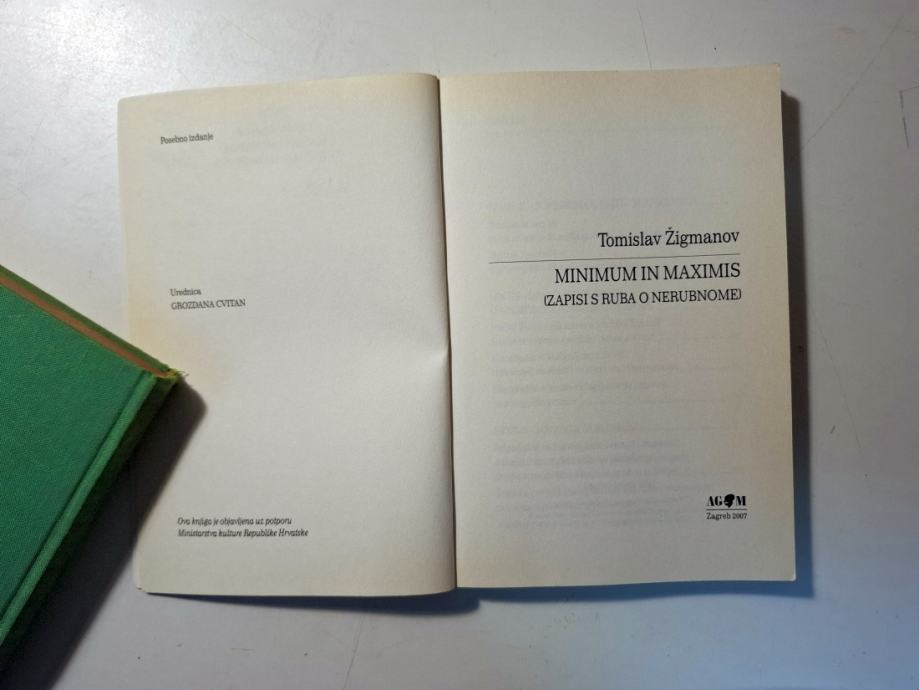 Posebno izdanje
Urednica
GROZDANA CVITAN
Ova knjiga je objavljena uz potporu
Ministarstva kulture Republike Hrvatske
Tomislav Žigmanov
MINIMUM IN MAXIMIS
(ZAPISI S RUBA O NERUBNOME)
AGM
Zagreb 2007